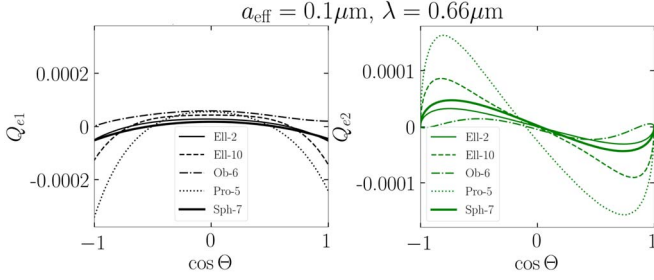 a_eff = 0.1μm, λ = 0.66μm
Q_e1
0.0002
0
-0.0002
Ell-2
Ell-10
Ob-6
Pro-5
Sph-7
−1 0 1
cos Θ
Q_e2
0.0001
0
-0.0001
Ell-2
Ell-10
Ob-6
Pro-5
Sph-7
−1 0 1
cos Θ